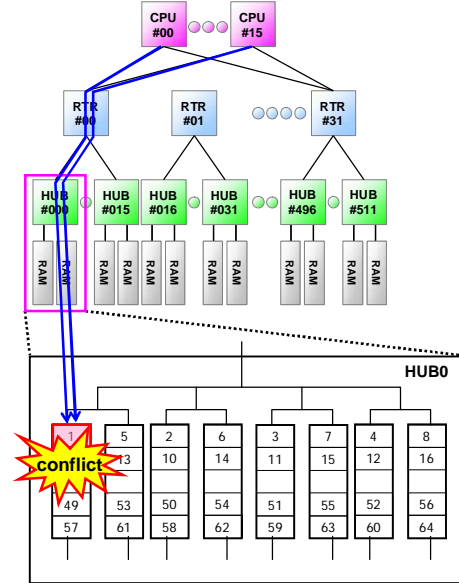 CPU CPU
#00 #15
RTR RTR RTR
#00 #01 #31
HUB HUB HUB HUB HUB HUB
#000 #015 #016 #031 #496 #511
RAM RAM RAM RAM RAM RAM RAM RAM RAM RAM RAM RAM
HUB0
1 5 2 6 3 7 4 8
conflict 13 10 14 11 15 12 16
49 53 50 54 51 55 52 56
57 61 58 62 59 63 60 64